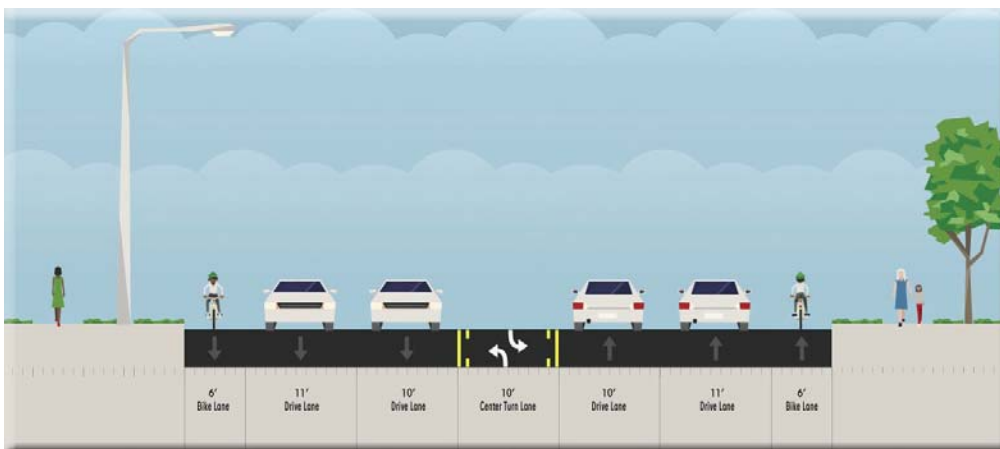 6’
Bike Lane
11’
Drive Lane
10’
Drive Lane
10’
Center Turn Lane
10’
Drive Lane
11’
Drive Lane
6’
Bike Lane